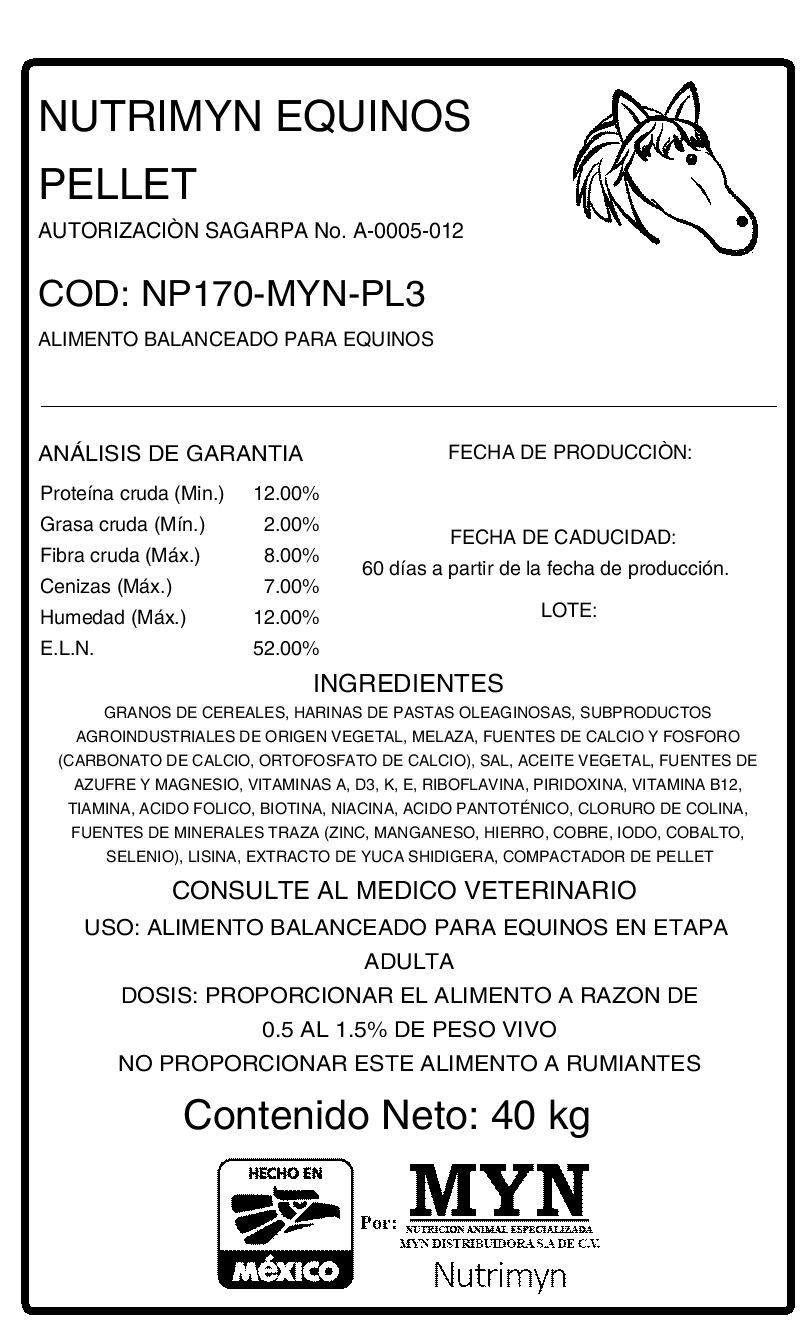 NUTRIMYN EQUINOS
PELLET
AUTORIZACIÒN SAGARPA No. A-0005-012
COD: NP170-MYN-PL3
ALIMENTO BALANCEADO PARA EQUINOS
ANÁLISIS DE GARANTIA
Proteína cruda (Min.) 12.00%
Grasa cruda (Mín.) 2.00%
Fibra cruda (Máx.) 8.00%
Cenizas (Máx.) 7.00%
Humedad (Máx.) 12.00%
E.L.N. 52.00%
FECHA DE PRODUCCIÒN:
FECHA DE CADUCIDAD:
60 días a partir de la fecha de producción.
LOTE:
INGREDIENTES
GRANOS DE CEREALES, HARINAS DE PASTAS OLEAGINOSAS, SUBPRODUCTOS
AGROINDUSTRIALES DE ORIGEN VEGETAL, MELAZA, FUENTES DE CALCIO Y FOSFORO
(CARBONATO DE CALCIO, ORTOFOSFATO DE CALCIO), SAL, ACEITE VEGETAL, FUENTES DE
AZUFRE Y MAGNESIO, VITAMINAS A, D3, K, E, RIBOFLAVINA, PIRIDOXINA, VITAMINA B12,
TIAMINA, ACIDO FOLICO, BIOTINA, NIACINA, ACIDO PANTOTÉNICO, CLORURO DE COLINA,
FUENTES DE MINERALES TRAZA (ZINC, MANGANESO, HIERRO, COBRE, IODO, COBALTO,
SELENIO), LISINA, EXTRACTO DE YUCA SHIDIGERA, COMPACTADOR DE PELLET
CONSULTE AL MEDICO VETERINARIO
USO: ALIMENTO BALANCEADO PARA EQUINOS EN ETAPA
ADULTA
DOSIS: PROPORCIONAR EL ALIMENTO A RAZON DE
0.5 AL 1.5% DE PESO VIVO
NO PROPORCIONAR ESTE ALIMENTO A RUMIANTES
Contenido Neto: 40 kg
HECHO EN
MéXICO
Por:
MYN
NUTRICION ANIMAL ESPECIALIZADA
MYN DISTRIBUIDORA S.A DE C.V.
Nutrimyn